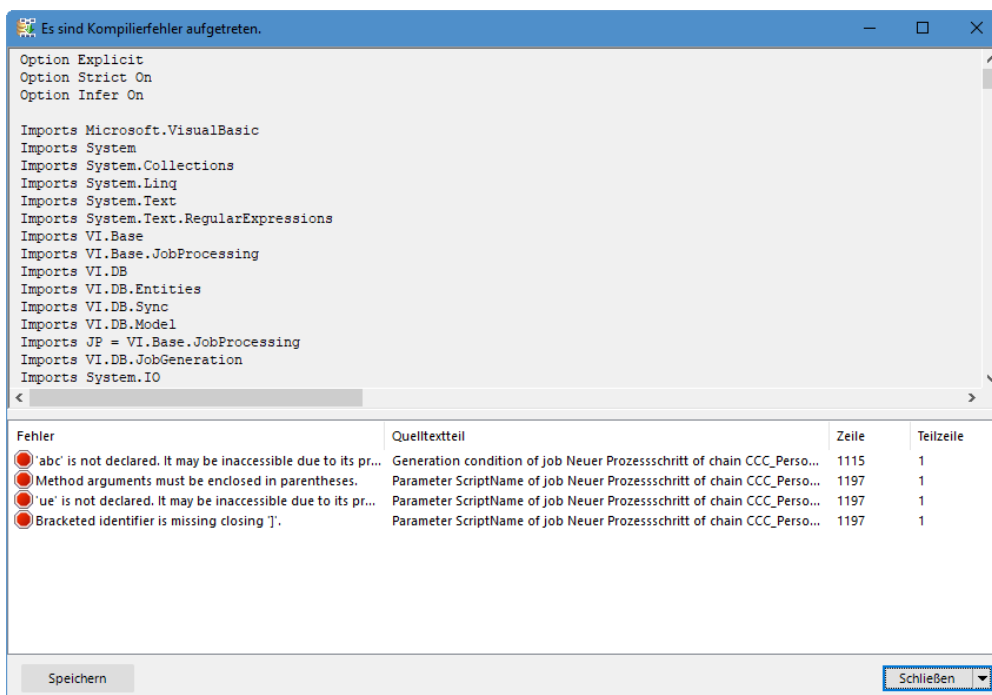 Es sind Kompilierfehler aufgetreten.
Option Explicit
Option Strict On
Option Infer On
Imports Microsoft.VisualBasic
Imports System
Imports System.Collections
Imports System.Linq
Imports System.Text
Imports System.Text.RegularExpressions
Imports VI.Base
Imports VI.Base.JobProcessing
Imports VI.DB
Imports VI.DB.Entities
Imports VI.DB.Sync
Imports VI.DB.Model
Imports JP = VI.Base.JobProcessing
Imports VI.DB.JobGeneration
Imports System.IO
Fehler Quelltextteil Zeile Teilzeile
'abc' is not declared. It may be inaccessible due to its pr... Generation condition of job Neuer Prozessschritt of chain CCC_Perso... 1115 1
Method arguments must be enclosed in parentheses. Parameter ScriptName of job Neuer Prozessschritt of chain CCC_Perso... 1197 1
'ue' is not declared. It may be inaccessible due to its pr... Parameter ScriptName of job Neuer Prozessschritt of chain CCC_Perso... 1197 1
Bracketed identifier is missing closing ']'. Parameter ScriptName of job Neuer Prozessschritt of chain CCC_Perso... 1197 1
Speichern Schließen